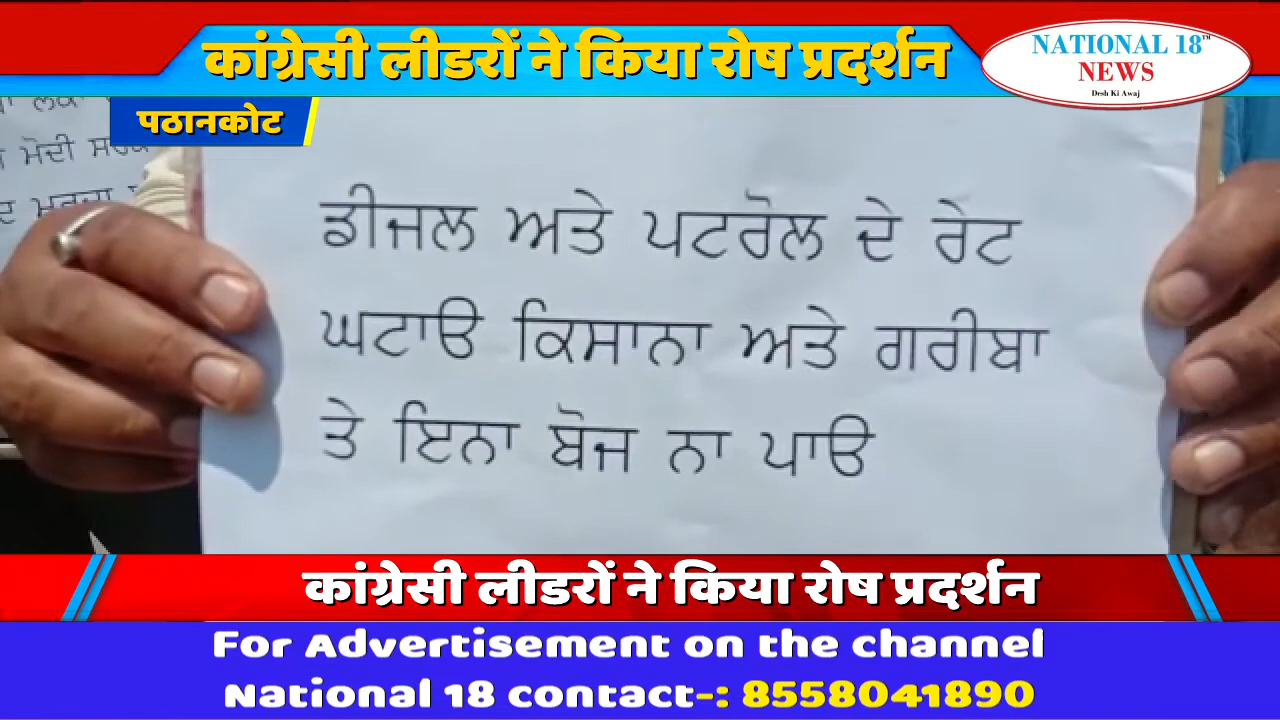 कांग्रेसी लीडरों ने किया रोष प्रदर्शन
NATIONAL 18™
NEWS
Desh Ki Awaj
पठानकोट
ਮੋਦੀ
ਡੀਜਲ ਅਤੇ ਪਟਰੋਲ ਦੇ ਰੇਟ
ਘਟਾੳ ਕਿਸਾਨਾ ਅਤੇ ਗਰੀਬਾ
ਤੇ ਇਨਾ ਬੋਜ ਨਾ ਪਾੳ
कांग्रेसी लीडरों ने किया रोष प्रदर्शन
For Advertisement on the channel
National 18 contact-: 8558041890